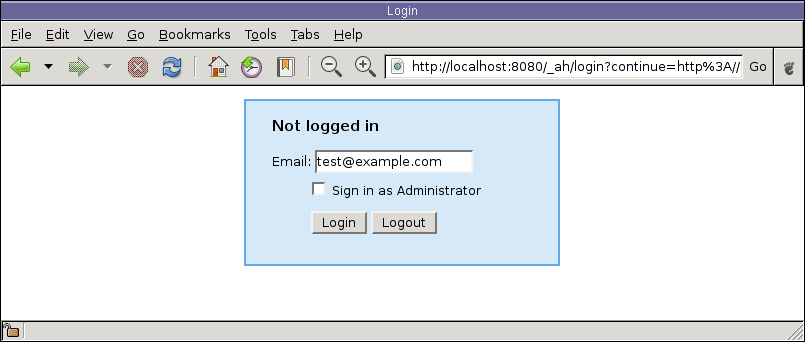 Login
File Edit View Go Bookmarks Tools Tabs Help
http://localhost:8080/_ah/login?continue=http%3A// Go
Not logged in
Email: test@example.com
Sign in as Administrator
Login Logout